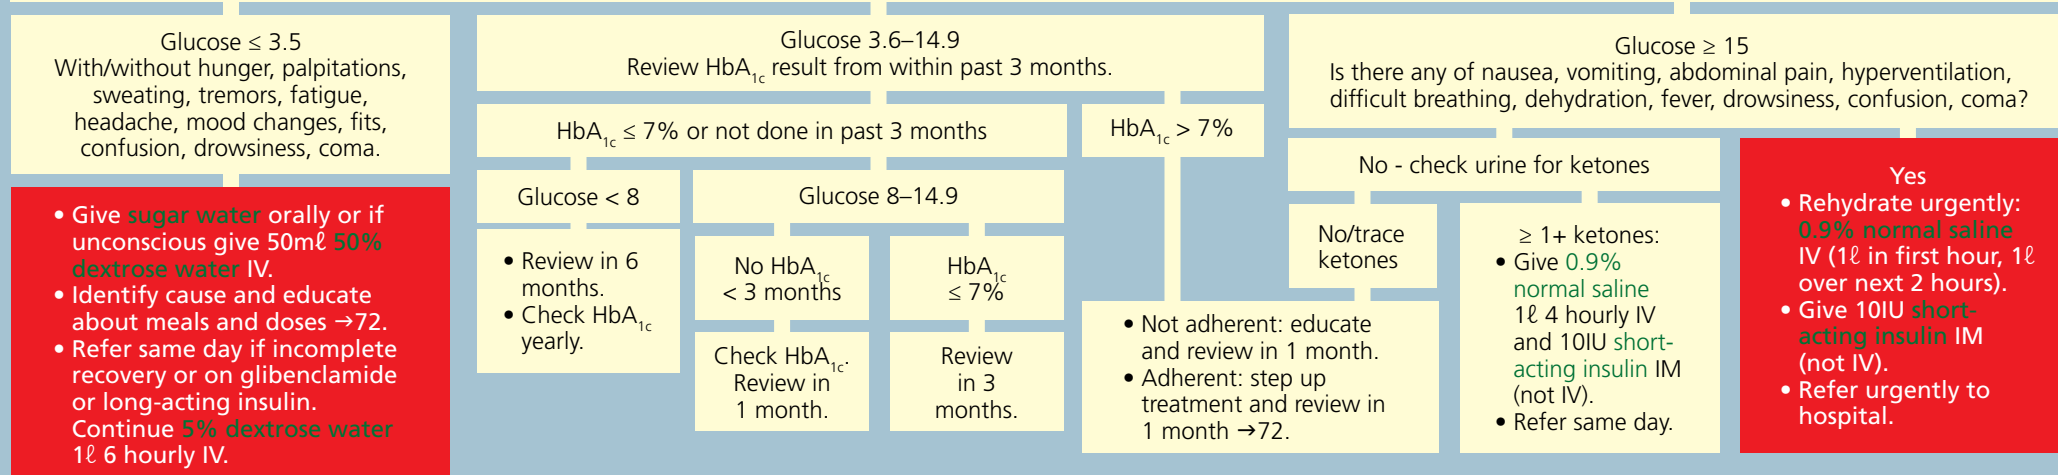 Glucose ≤ 3.5
With/without hunger, palpitations,
sweating, tremors, fatigue,
headache, mood changes, fits,
confusion, drowsiness, coma.
• Give sugar water orally or if
unconscious give 50mℓ 50%
dextrose water IV.
• Identify cause and educate
about meals and doses →72.
• Refer same day if incomplete
recovery or on glibenclamide
or long-acting insulin.
Continue 5% dextrose water
1ℓ 6 hourly IV.
Glucose 3.6–14.9
Review HbA1c result from within past 3 months.
HbA1c ≤ 7% or not done in past 3 months
Glucose < 8
• Review in 6
months.
• Check HbA1c
yearly.
Glucose 8–14.9
No HbA1c
< 3 months
Check HbA1c.
Review in
1 month.
HbA1c
≤ 7%
Review
in 3
months.
HbA1c > 7%
• Not adherent: educate
and review in 1 month.
• Adherent: step up
treatment and review in
1 month →72.
Glucose ≥ 15
Is there any of nausea, vomiting, abdominal pain, hyperventilation,
difficult breathing, dehydration, fever, drowsiness, confusion, coma?
No - check urine for ketones
No/trace
ketones
≥ 1+ ketones:
• Give 0.9%
normal saline
1ℓ 4 hourly IV
and 10IU short-
acting insulin IM
(not IV).
• Refer same day.
Yes
• Rehydrate urgently:
0.9% normal saline
IV (1ℓ in first hour, 1ℓ
over next 2 hours).
• Give 10IU short-
acting insulin IM
(not IV).
• Refer urgently to
hospital.